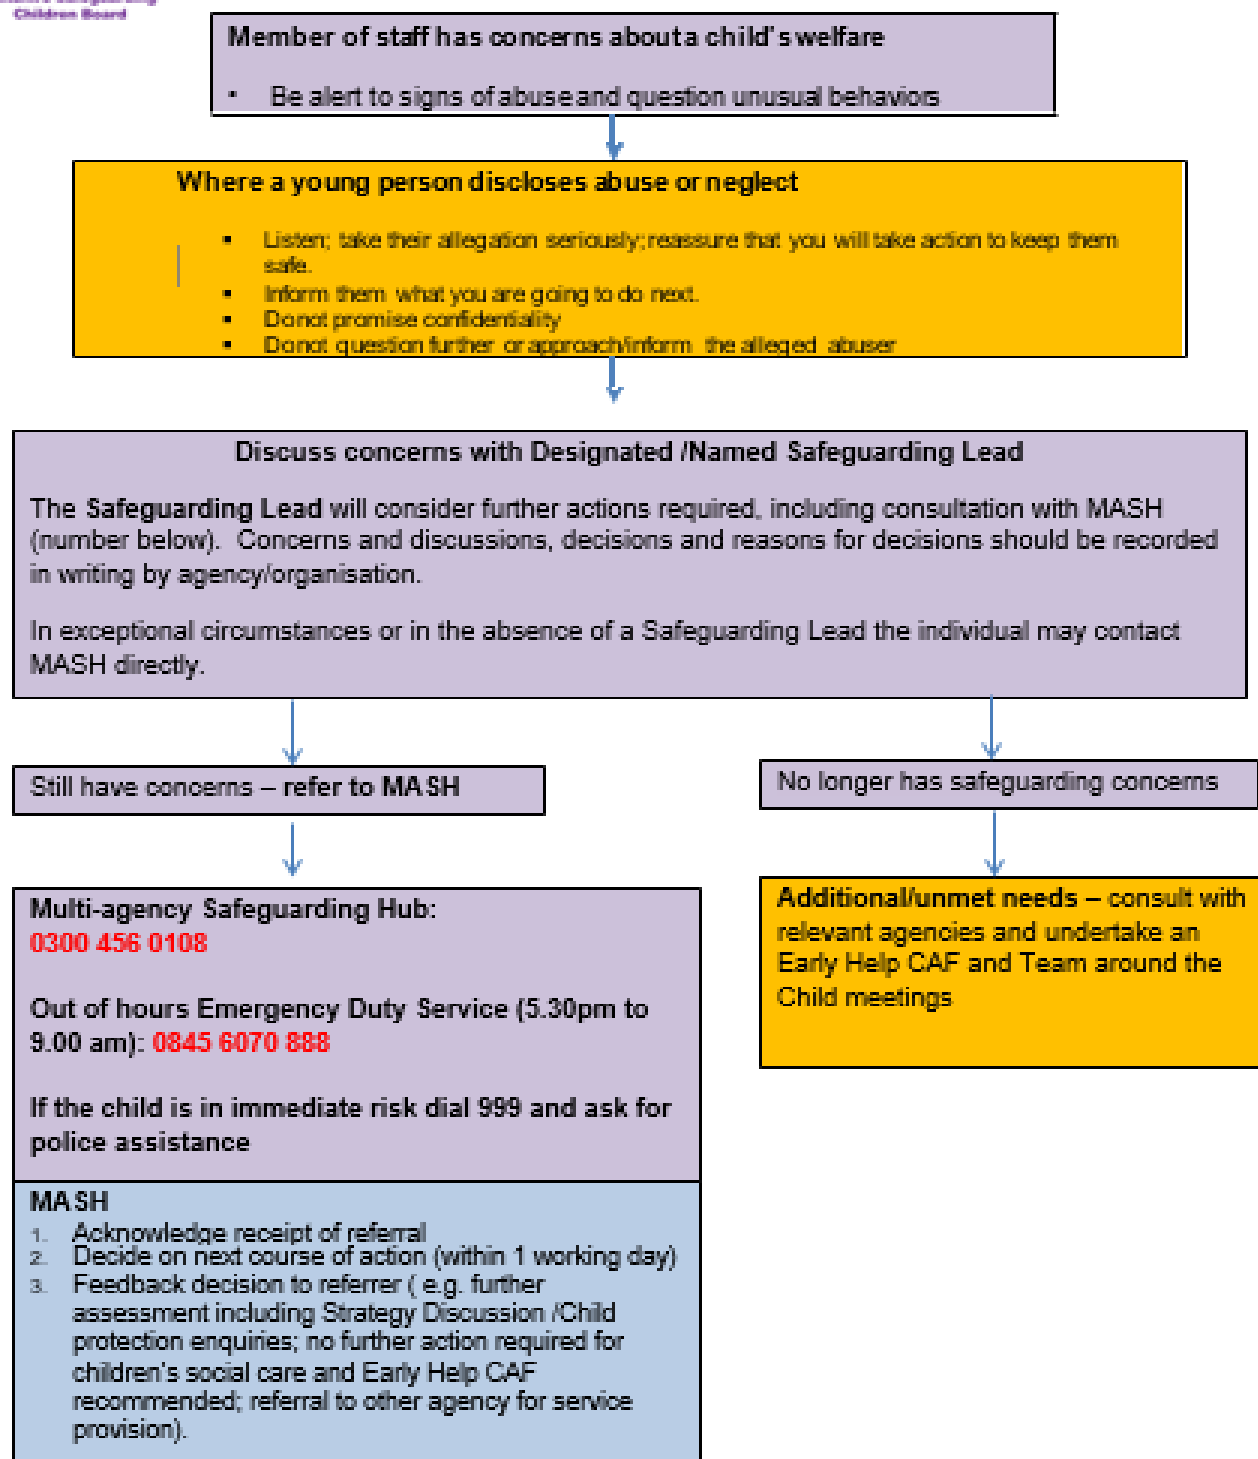 Safeguarding
Children Board
Member of staff has concerns about a child's welfare
▪ Be alert to signs of abuse and question unusual behaviors
Where a young person discloses abuse or neglect
▪ Listen; take their allegation seriously; reassure that you will take action to keep them
safe.
▪ Inform them what you are going to do next.
▪ Do not promise confidentiality
▪ Do not question further or approach/inform the alleged abuser
Discuss concerns with Designated /Named Safeguarding Lead
The Safeguarding Lead will consider further actions required, including consultation with MASH
(number below). Concerns and discussions, decisions and reasons for decisions should be recorded
in writing by agency/organisation.
In exceptional circumstances or in the absence of a Safeguarding Lead the individual may contact
MASH directly.
Still have concerns – refer to MASH
No longer has safeguarding concerns
Multi-agency Safeguarding Hub:
0300 456 0108
Out of hours Emergency Duty Service (5.30pm to
9.00 am): 0845 6070 888
If the child is in immediate risk dial 999 and ask for
police assistance
Additional/unmet needs – consult with
relevant agencies and undertake an
Early Help CAF and Team around the
Child meetings
MASH
1. Acknowledge receipt of referral
2. Decide on next course of action (within 1 working day)
3. Feedback decision to referrer ( e.g. further
assessment including Strategy Discussion /Child
protection enquiries; no further action required for
children's social care and Early Help CAF
recommended; referral to other agency for service
provision).